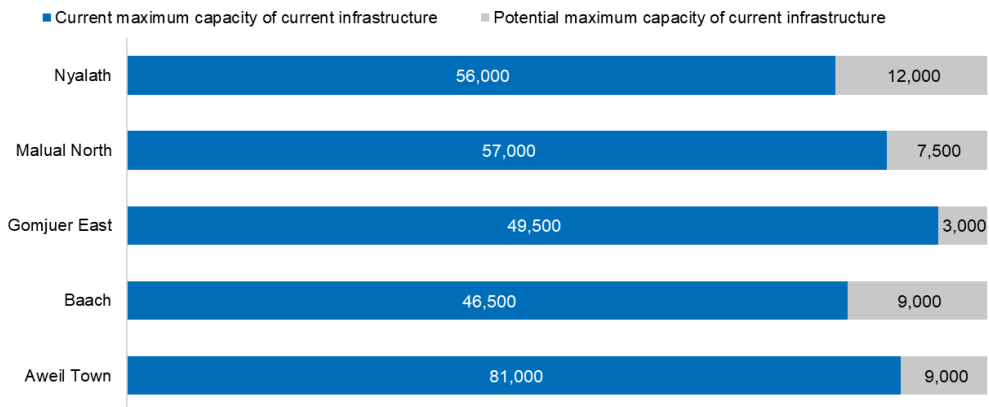 Current maximum capacity of current infrastructure Potential maximum capacity of current infrastructure
Nyalath 56,000 12,000
Malual North 57,000 7,500
Gomjuer East 49,500 3,000
Baach 46,500 9,000
Aweil Town 81,000 9,000